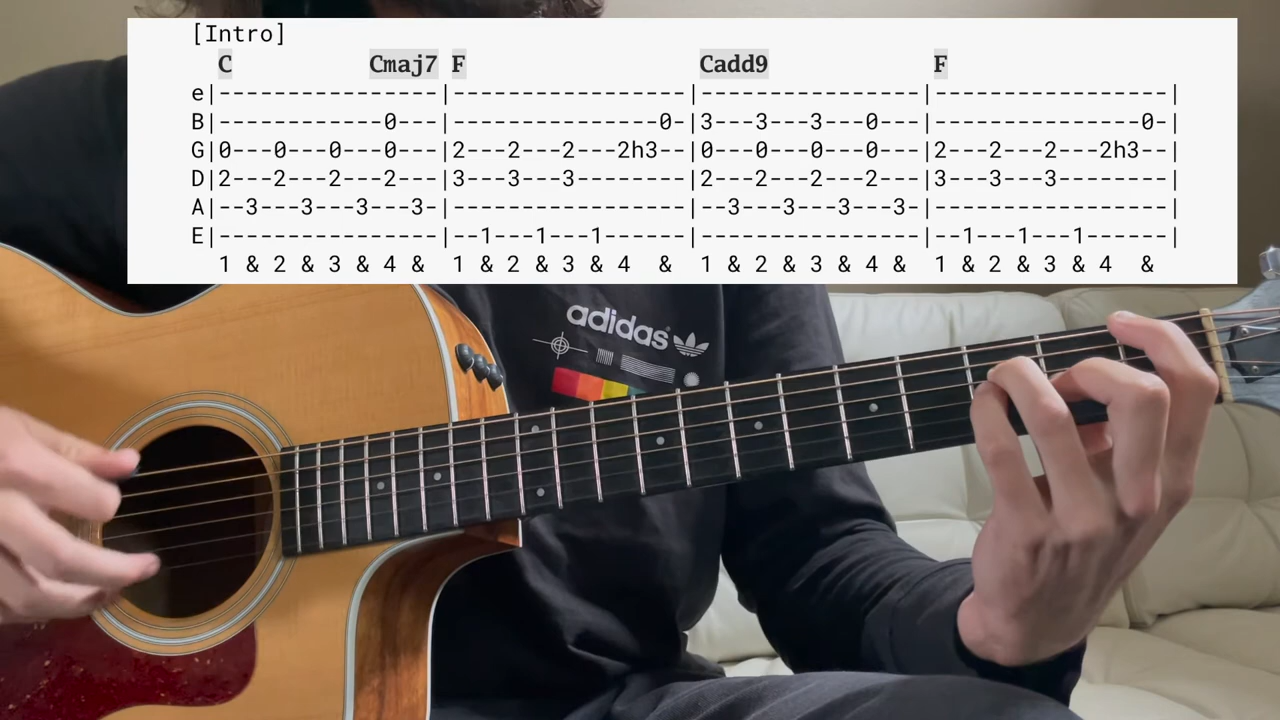 [Intro]
C                Cmaj7 F                 Cadd9            F
e|----------------|-----------------|----------------|-----------------|
B|------------0---|---------------0-|3---3---3---0---|---------------0-|
G|0---0---0---0---|2---2---2---2h3--|0---0---0---0---|2---2---2---2h3--|
D|2---2---2---2---|3---3---3--------|2---2---2---2---|3---3---3--------|
A|--3---3---3---3-|-----------------|--3---3---3---3-|-----------------|
E|----------------|--1---1---1------|----------------|--1---1---1------|
1 & 2 & 3 & 4 & 1 & 2 & 3 & 4 & 1 & 2 & 3 & 4 & 1 & 2 & 3 & 4 &
adidas